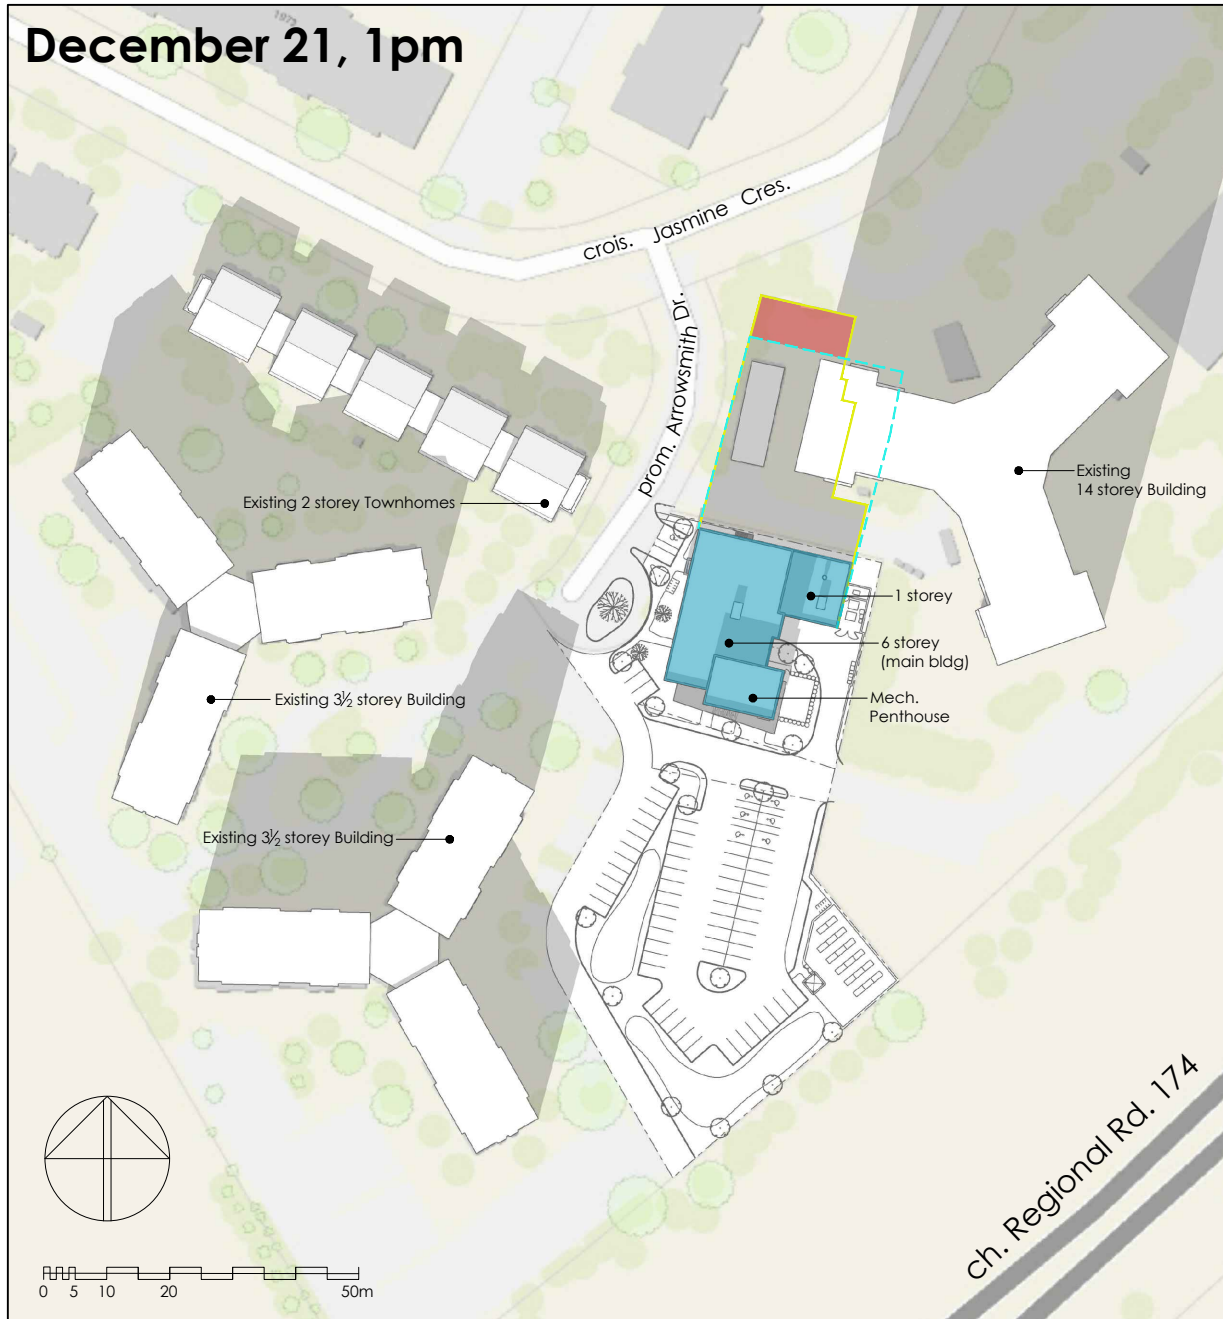 December 21, 1pm
1973
crois. Jasmine Cres.
prom. Arrowsmith Dr.
Existing 2 storey Townhomes
Existing
14 storey Building
1 storey
6 storey
(main bldg)
Mech.
Penthouse
Existing 3½ storey Building
Existing 3½ storey Building
ch. Regional Rd. 174
0 5 10 20 50m